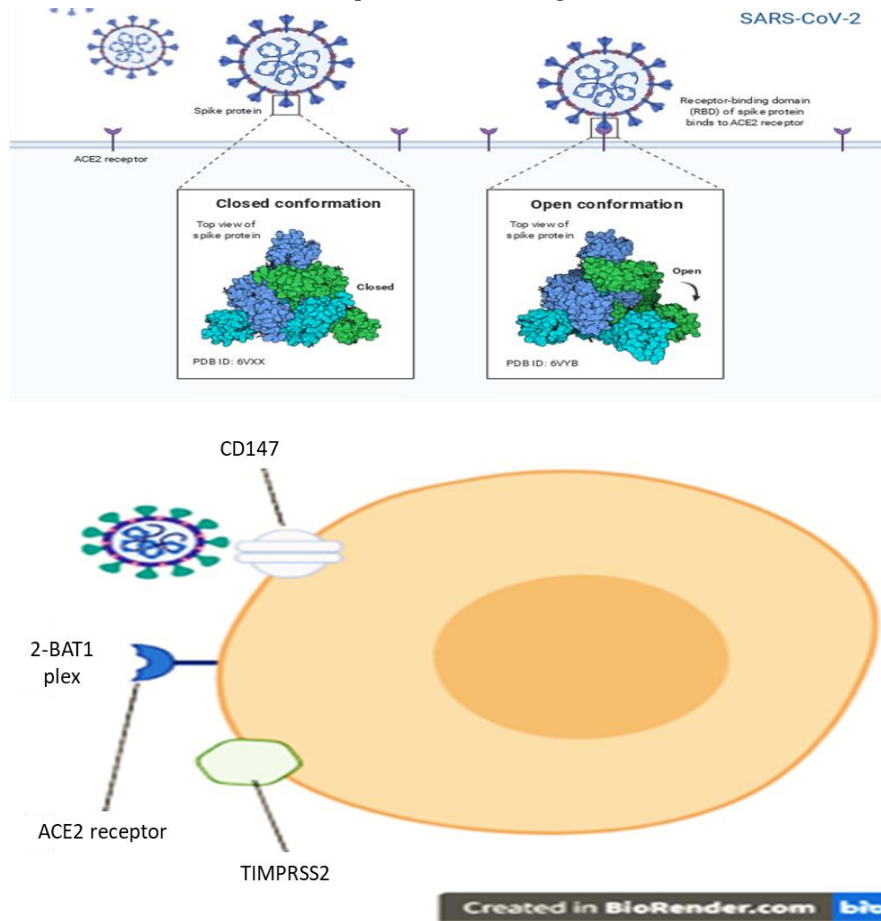 SARS-CoV-2
Spike protein
Receptor-binding domain
(RBD) of spike protein
binds to ACE2 receptor
ACE2 receptor
Closed conformation
Top view of
spike protein
Closed
PDB ID: 6VXX
Open conformation
Top view of
spike protein
Open
PDB ID: 6VYB
CD147
2-BAT1
plex
ACE2 receptor
TIMPRSS2
Created in BioRender.com